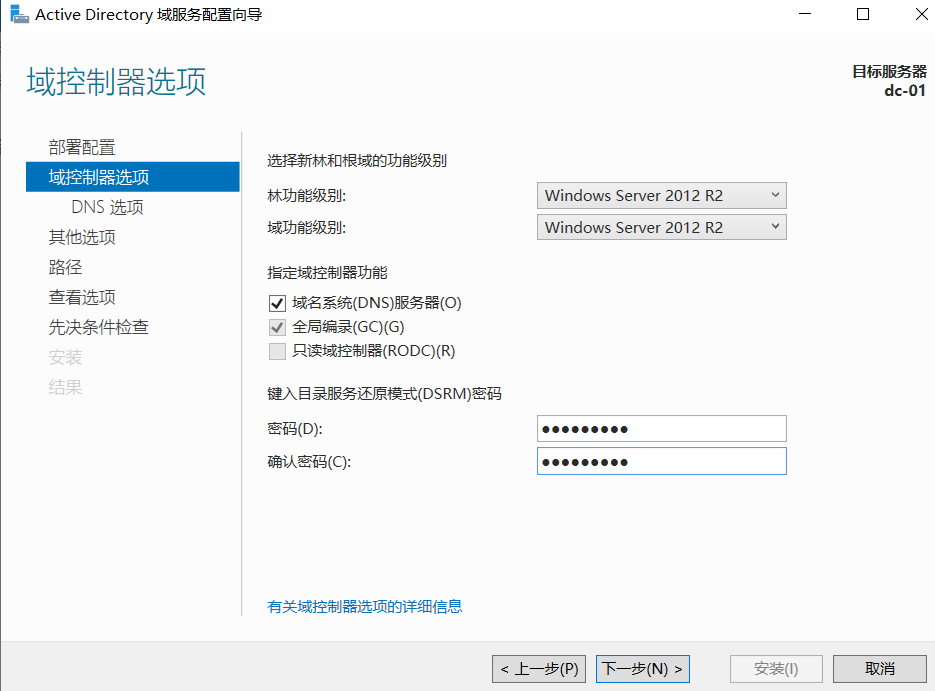 Active Directory 域服务配置向导
域控制器选项
目标服务器
dc-01
部署配置
域控制器选项
DNS 选项
其他选项
路径
查看选项
先决条件检查
安装
结果
选择新林和根域的功能级别
林功能级别: Windows Server 2012 R2
域功能级别: Windows Server 2012 R2
指定域控制器功能
域名系统(DNS)服务器(O)
全局编录(GC)(G)
只读域控制器(RODC)(R)
键入目录服务还原模式(DSRM)密码
密码(D): ●●●●●●●●●
确认密码(C): ●●●●●●●●●
有关域控制器选项的详细信息
< 上一步(P) 下一步(N) > 安装(I) 取消